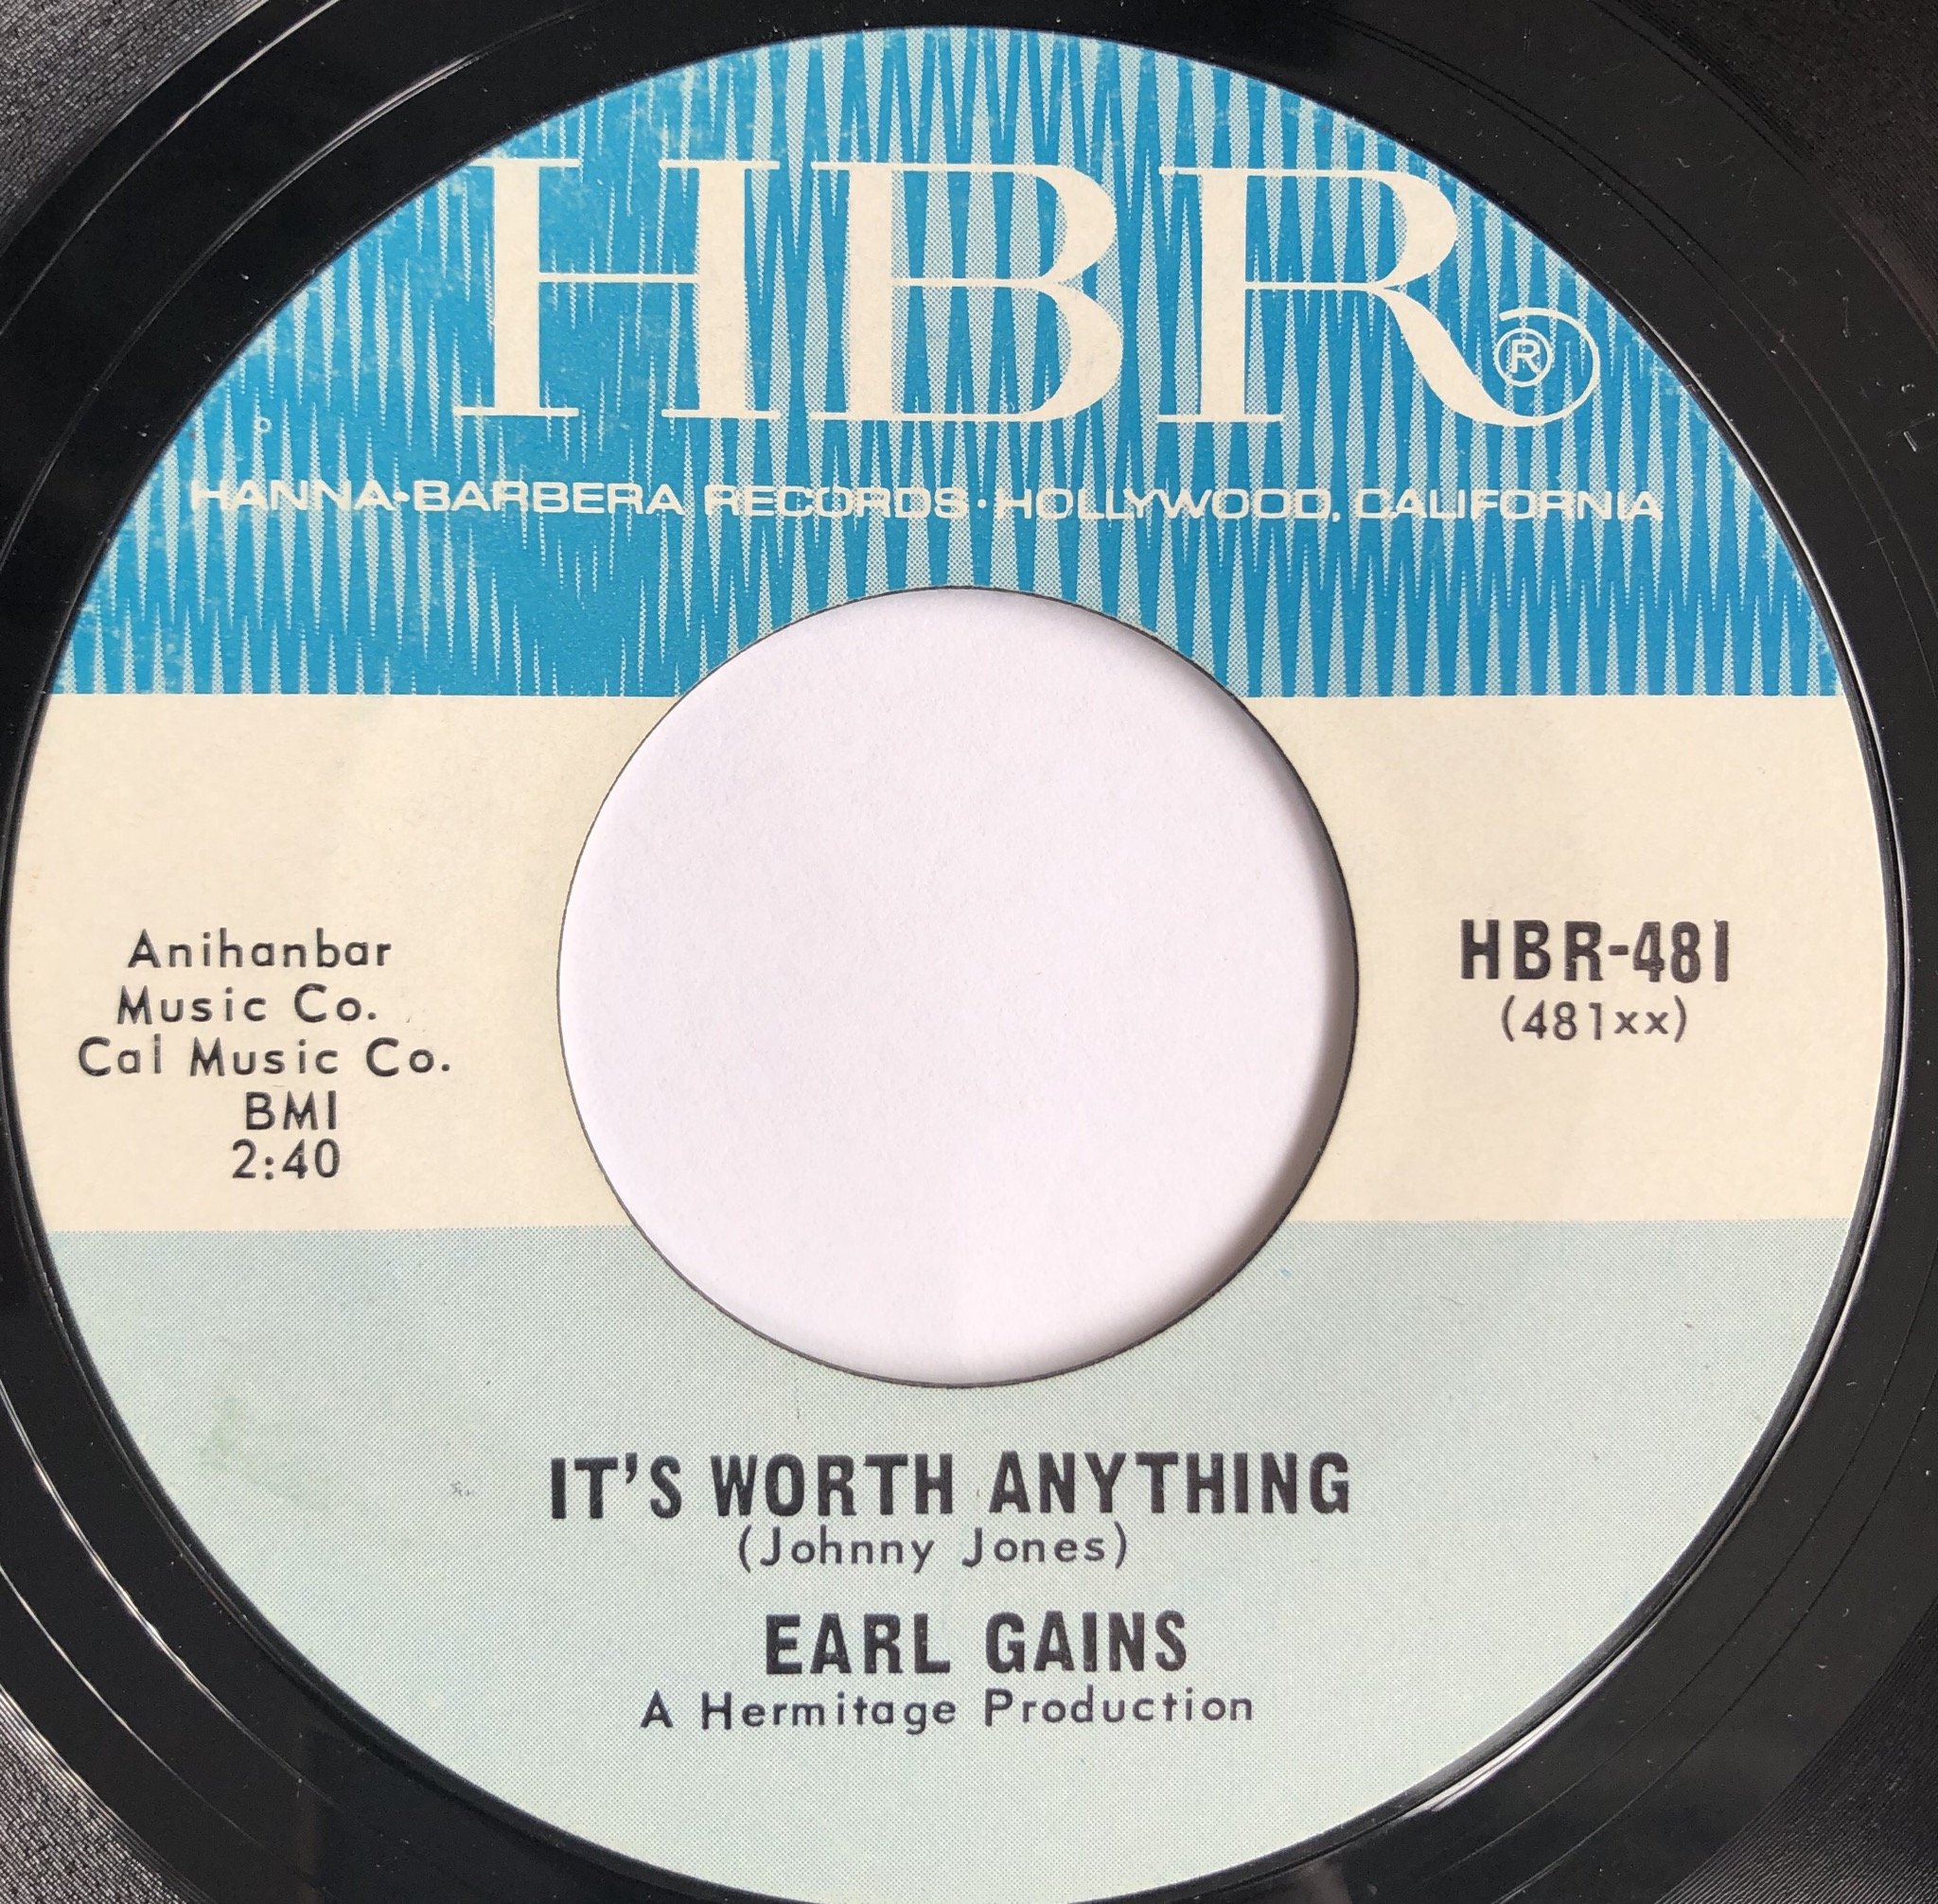 HBR®
HANNA-BARBERA RECORDS · HOLLYWOOD, CALIFORNIA
Anihanbar
Music Co.
Cal Music Co.
BMI
2:40
HBR-481
(481xx)
IT'S WORTH ANYTHING
(Johnny Jones)
EARL GAINS
A Hermitage Production